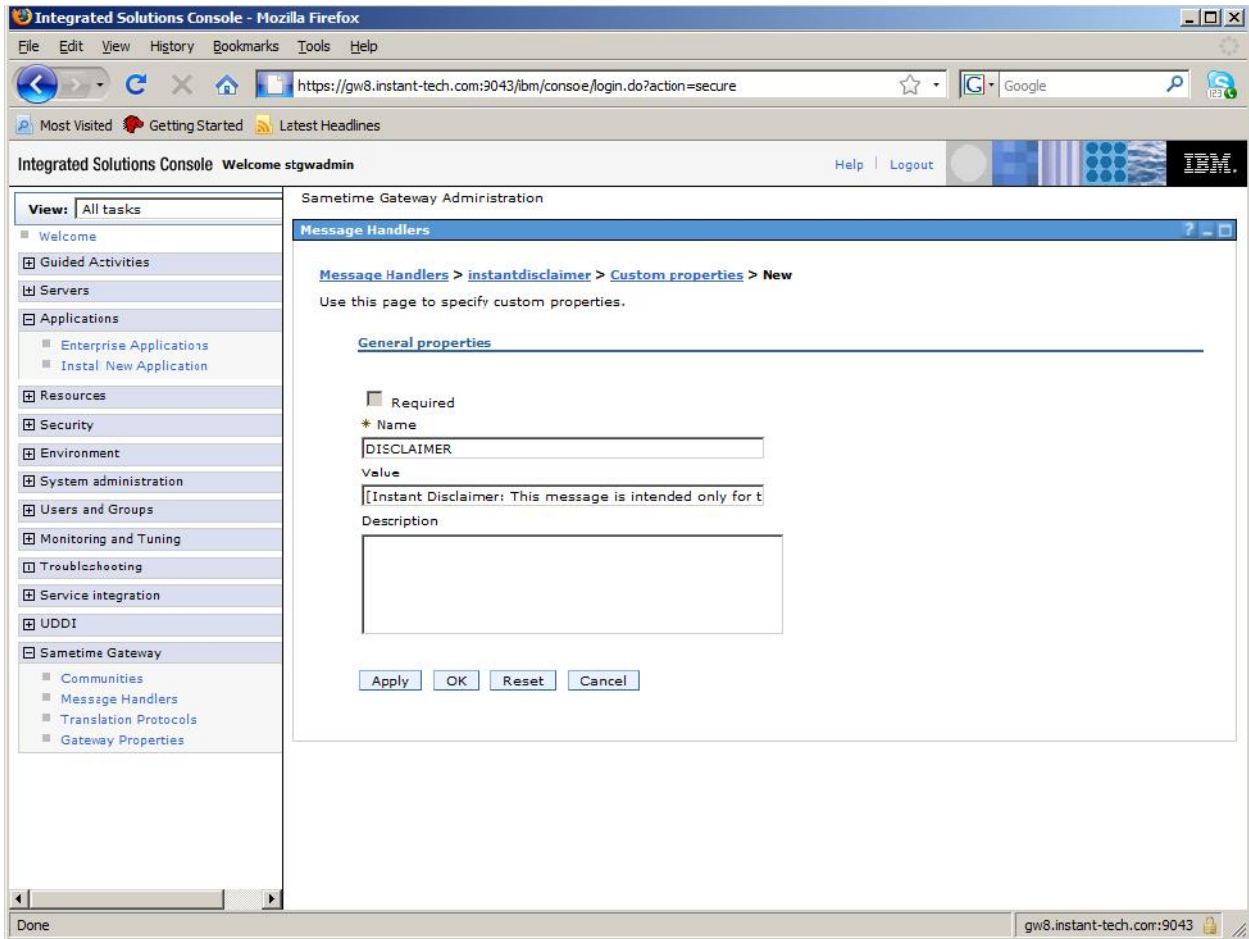 Integrated Solutions Console - Mozilla Firefox
File Edit View History Bookmarks Tools Help
https://gw8.instant-tech.com:9043/ibm/consoe/login.do?action=secure
G Google
Most Visited Getting Started Latest Headlines
Integrated Solutions Console Welcome stgwadmin
Help | Logout
IBM.
View: All tasks
Welcome
Guided Activities
Servers
Applications
Enterprise Applications
Install New Application
Resources
Security
Environment
System administration
Users and Groups
Monitoring and Tuning
Troubleshooting
Service integration
UDDI
Sametime Gateway
Communities
Message Handlers
Translation Protocols
Gateway Properties
Sametime Gateway Administration
Message Handlers
? _
Message Handlers > instantdisclaimer > Custom properties > New
Use this page to specify custom properties.
General properties
Required
* Name
DISCLAIMER
Value
[Instant Disclaimer: This message is intended only for t
Description
Apply OK Reset Cancel
Done
gw8.instant-tech.com:9043